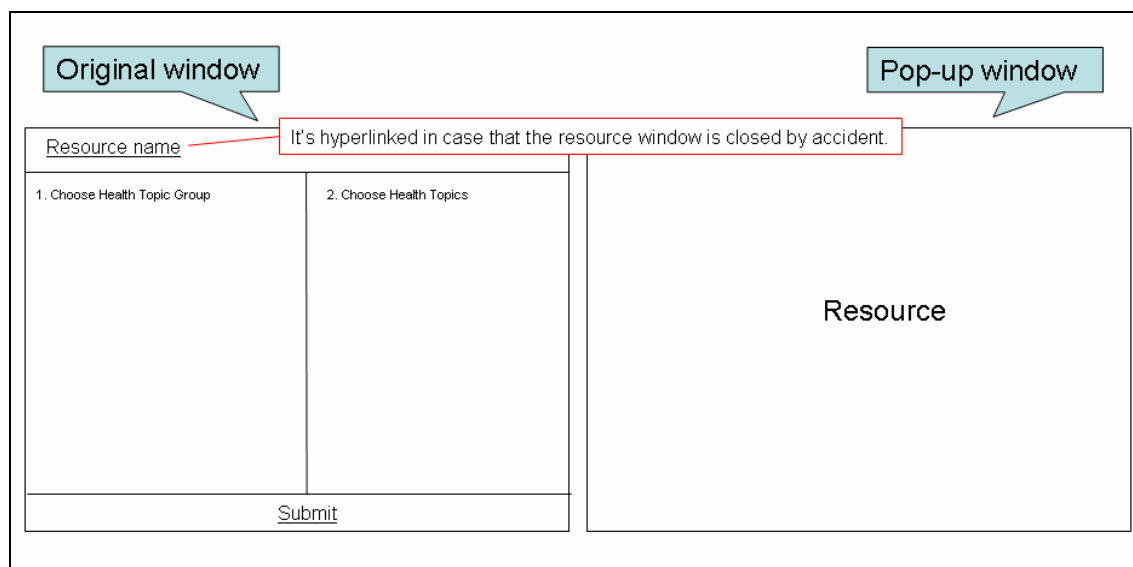 Original window
Pop-up window
Resource name
It's hyperlinked in case that the resource window is closed by accident.
1. Choose Health Topic Group
2. Choose Health Topics
Resource
Submit